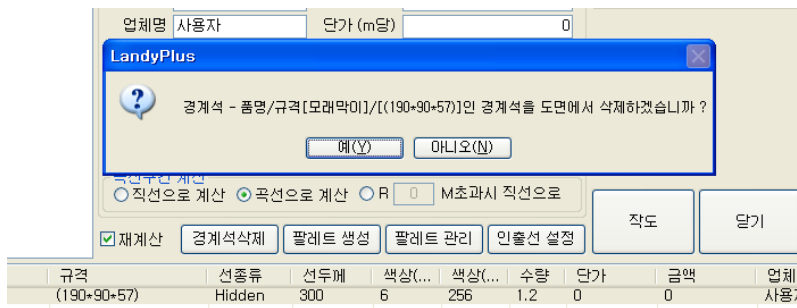 업체명 사용자 단가 (m당) 0
LandyPlus
경계석 - 품명/규격[모래막이]/[(190*90*57)]인 경계석을 도면에서 삭제하겠습니까 ?
예(Y) 아니오(N)
곡선구간 계산
직선으로 계산 곡선으로 계산 R 0 M초과시 직선으로
작도 닫기
재계산 경계석삭제 팔레트 생성 팔레트 관리 인출선 설정
규격 선종류 선두께 색상(... 색상(... 수량 단가 금액 업체
(190*90*57) Hidden 300 6 256 1.2 0 0 사용